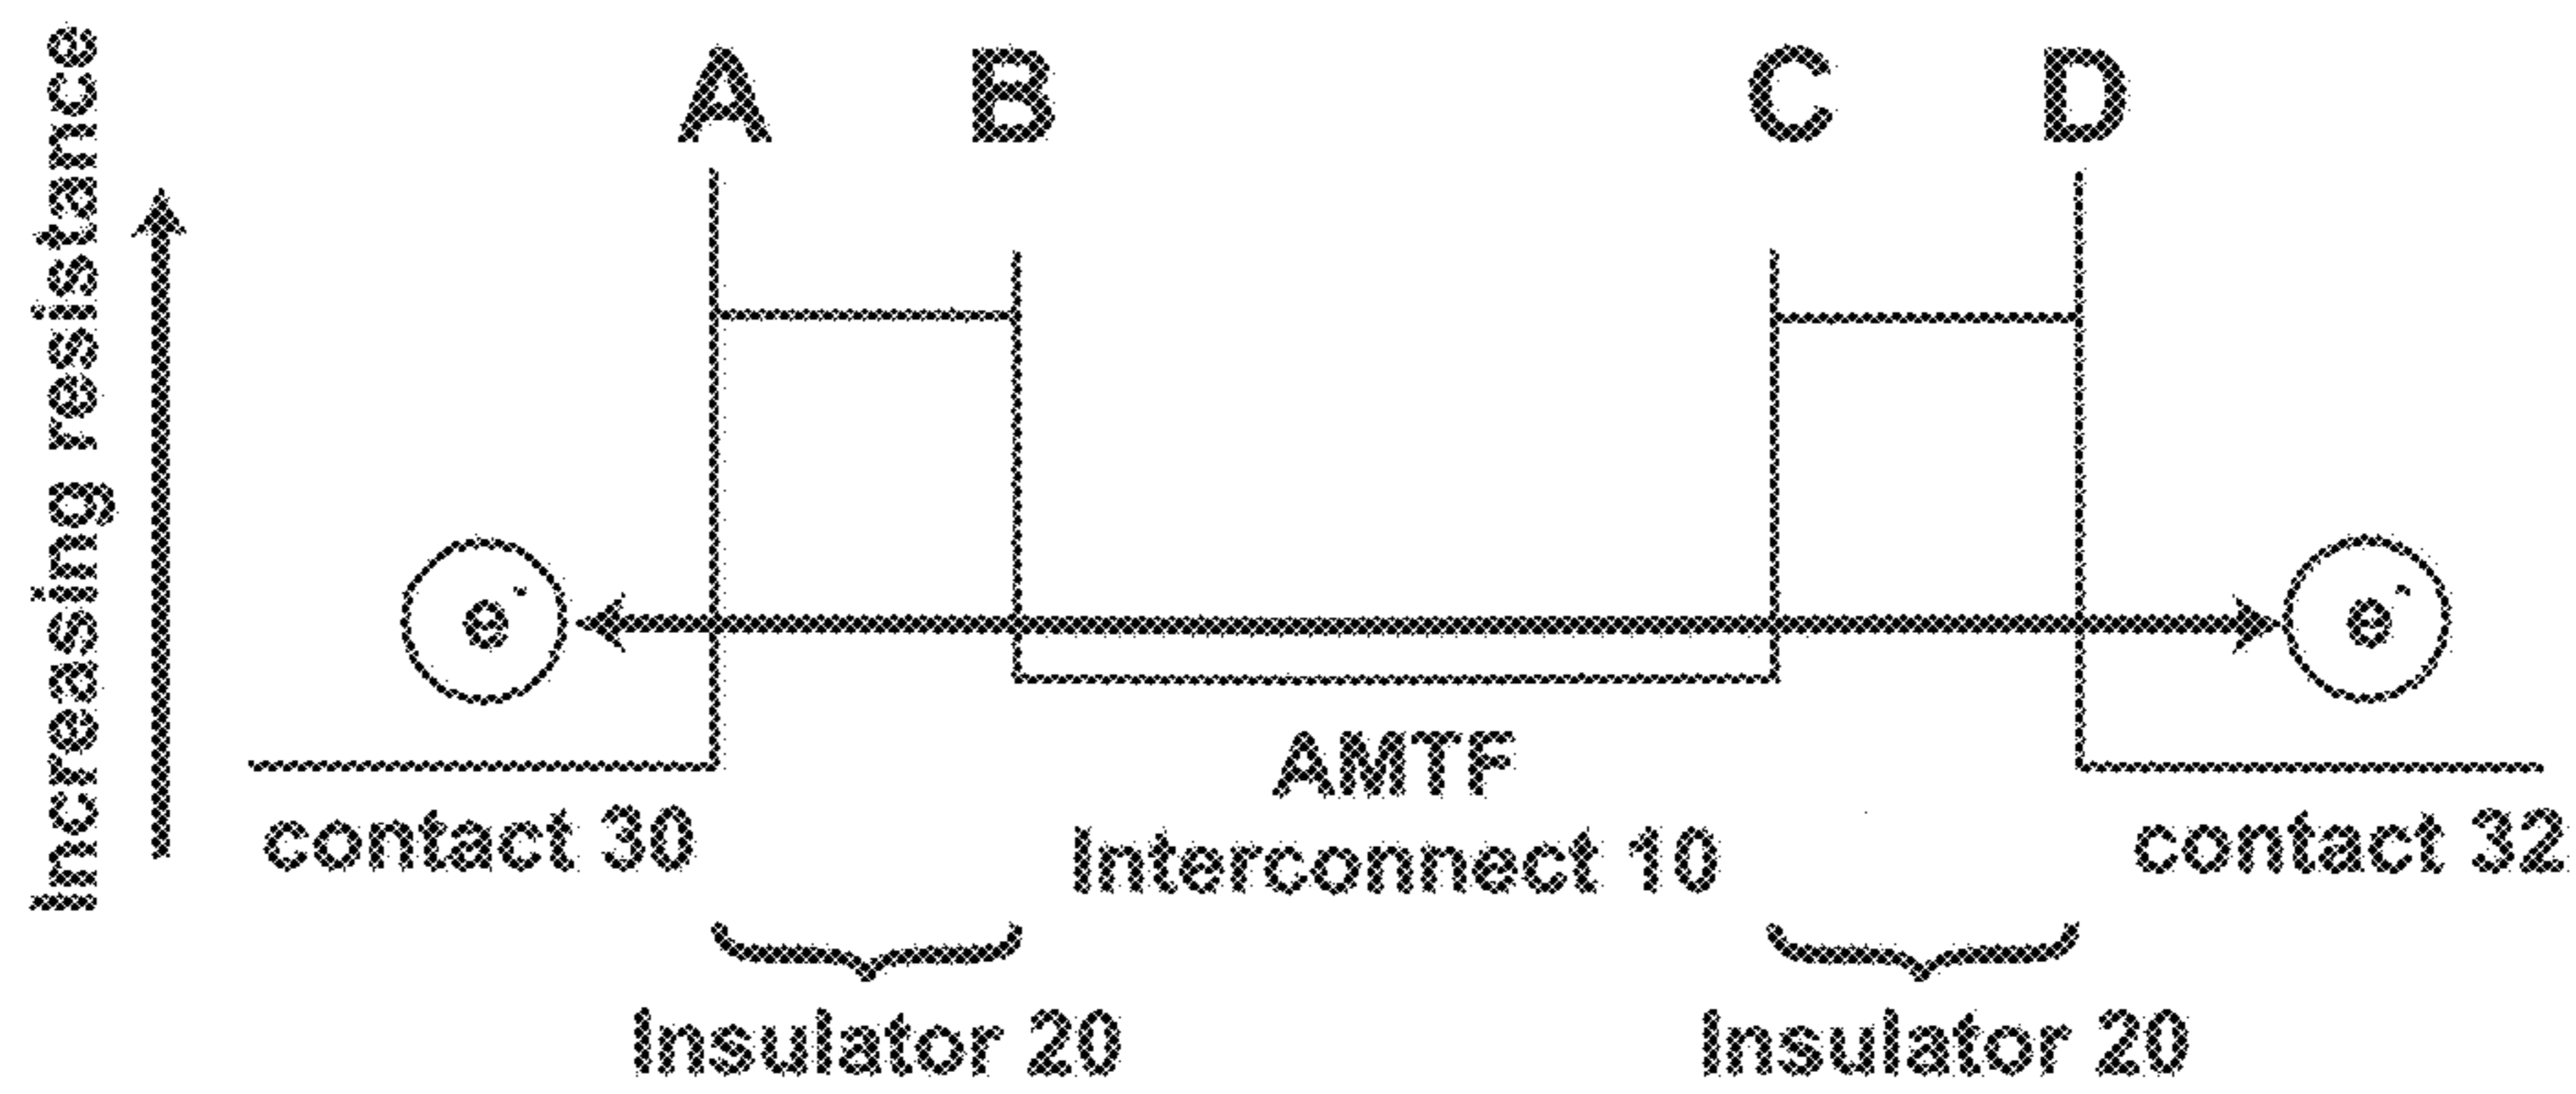 Increasing resistance
A B C D
e- e-
contact 30
AMTF
Interconnect 10
contact 32
Insulator 20
Insulator 20